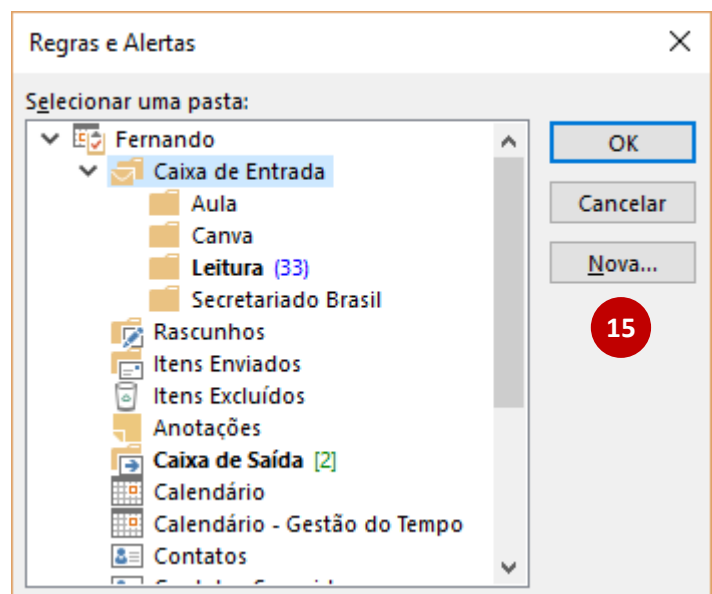 Regras e Alertas
Selecionar uma pasta:
Fernando
OK
Caixa de Entrada
Aula
Cancelar
Canva
Leitura (33)
Nova...
Secretariado Brasil
15
Rascunhos
Itens Enviados
Itens Excluídos
Anotações
Caixa de Saída [2]
Calendário
Calendário - Gestão do Tempo
Contatos